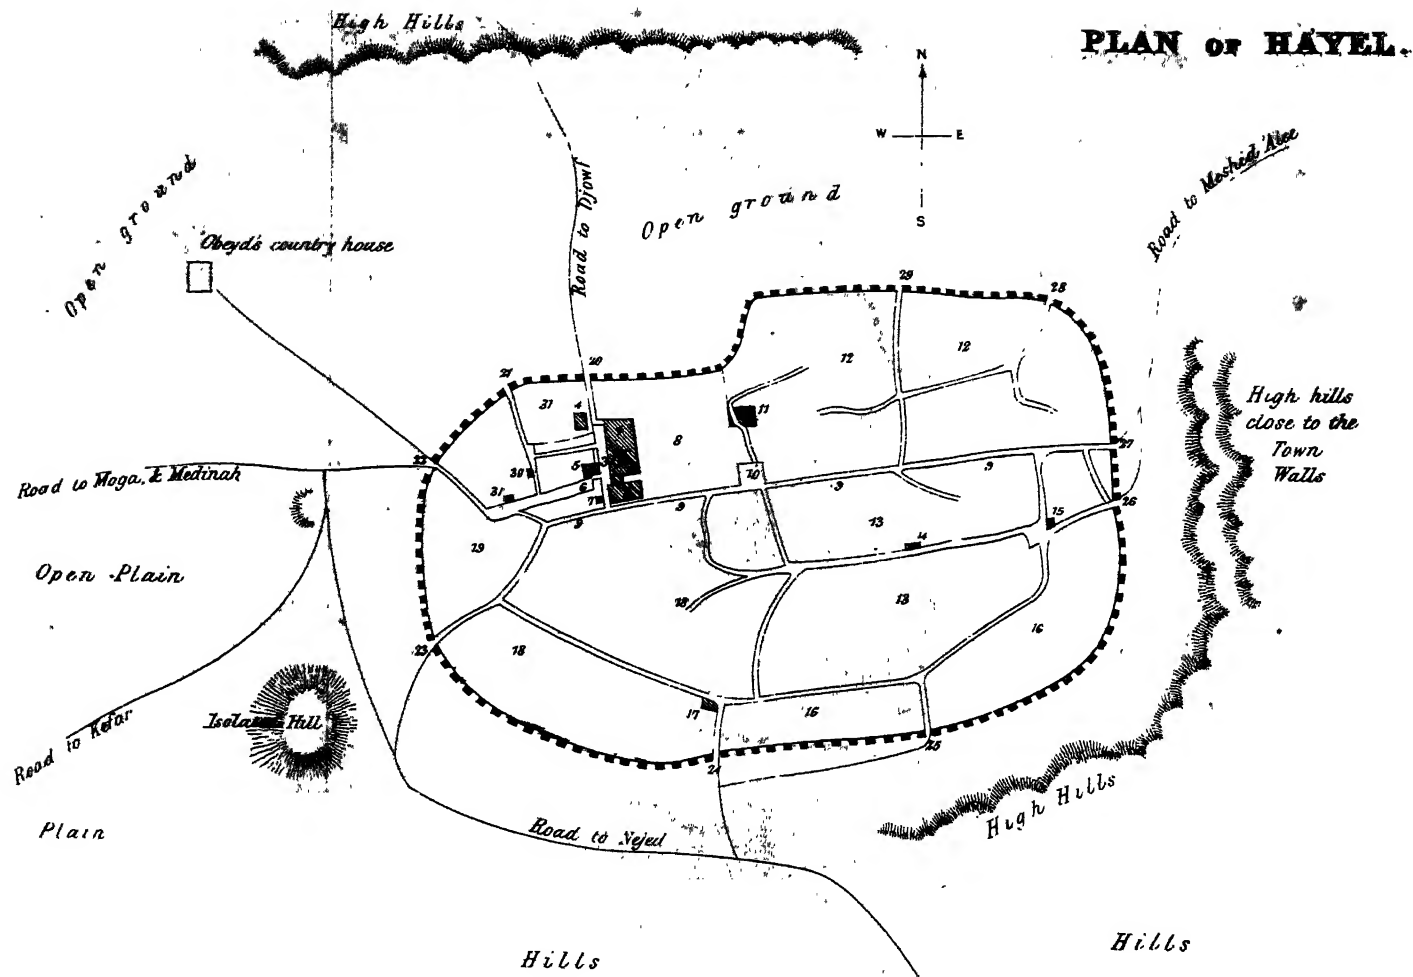 PLAN OF HÁYEL.
High Hills
N
W E
S
Open ground
Obeyd's country house
Road to Djowf
Open ground
Road to Meshid 'Alee
High hills
close to the
Town
Walls
Road to Moga, & Medinah
Open Plain
Road to Kefar
Isolated Hill
Plain
Road to Nejed
High Hills
Hills
Hills
29
28
12
12
20
21
31
4
11
8
22
30
5
3
6
31
7
10
27
9
9
9
9
26
15
13
14
19
18
13
16
23
18
17
16
24
25